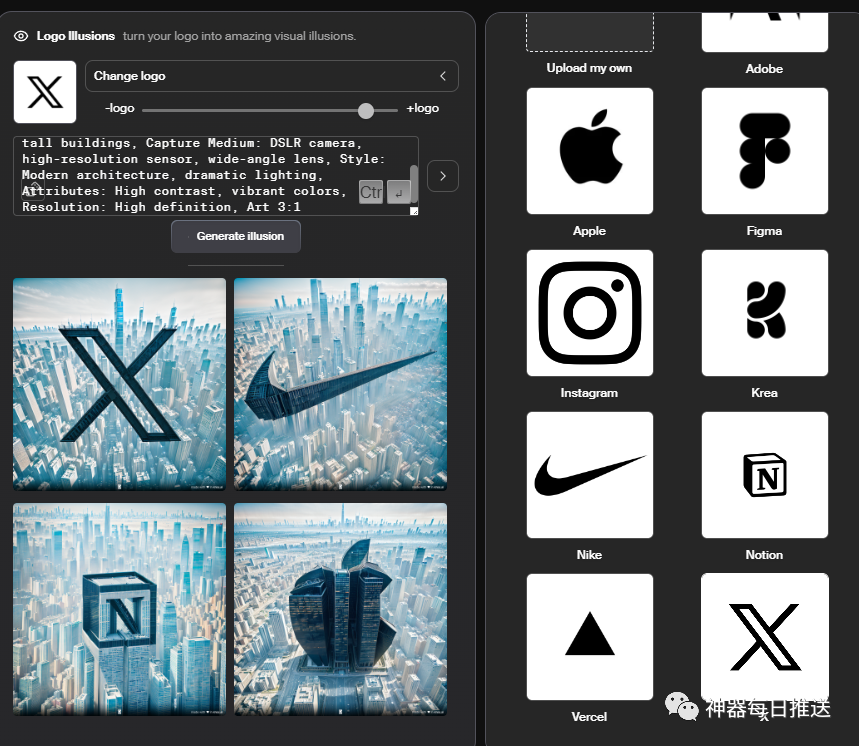 Logo Illusions turn your logo into amazing visual illusions.
Change logo
-logo
+logo
tall buildings, Capture Medium: DSLR camera,
high-resolution sensor, wide-angle lens, Style:
Modern architecture, dramatic lighting,
Attributes: High contrast, vibrant colors,
Resolution: High definition, Art 3:1
Ctr
Generate illusion
N
Upload my own
Adobe
Apple
Figma
Instagram
Krea
Nike
N
Notion
Vercel
X
神器每日推送